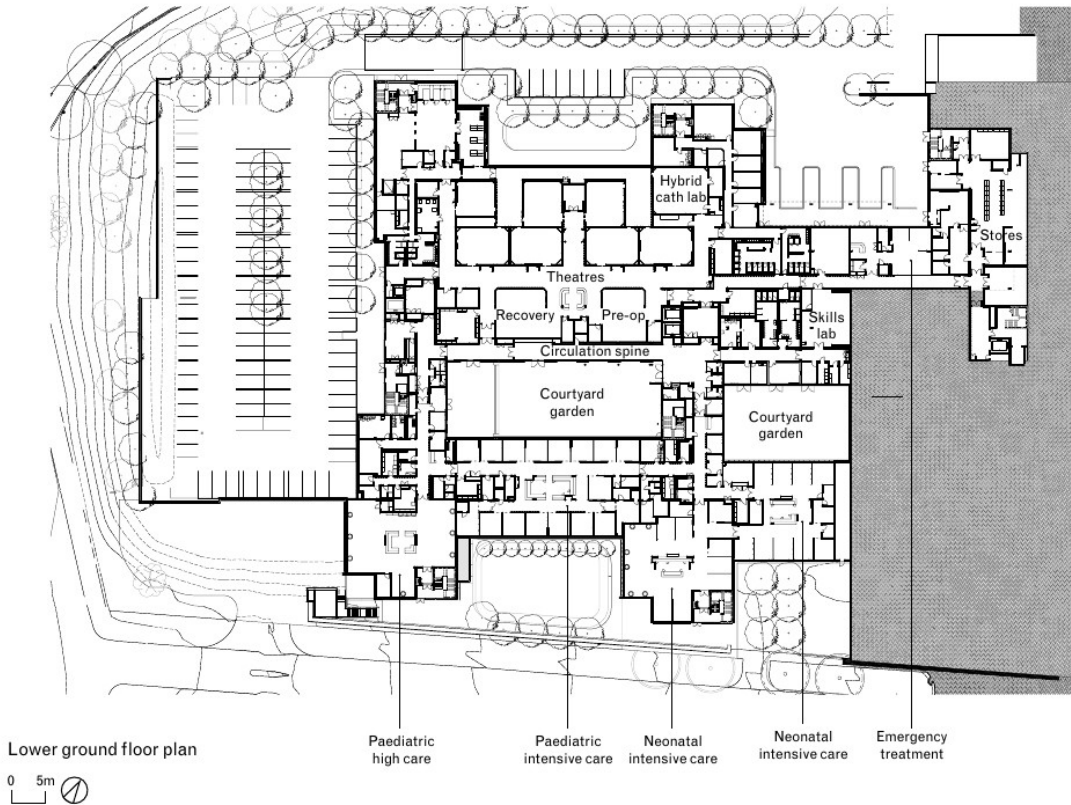 Hybrid
cath lab
Stores
Theatres
Recovery
Pre-op
Skills
lab
Circulation spine
Courtyard
garden
Courtyard
garden
Lower ground floor plan
0 5m
Paediatric
high care
Paediatric
intensive care
Neonatal
intensive care
Neonatal
intensive care
Emergency
treatment